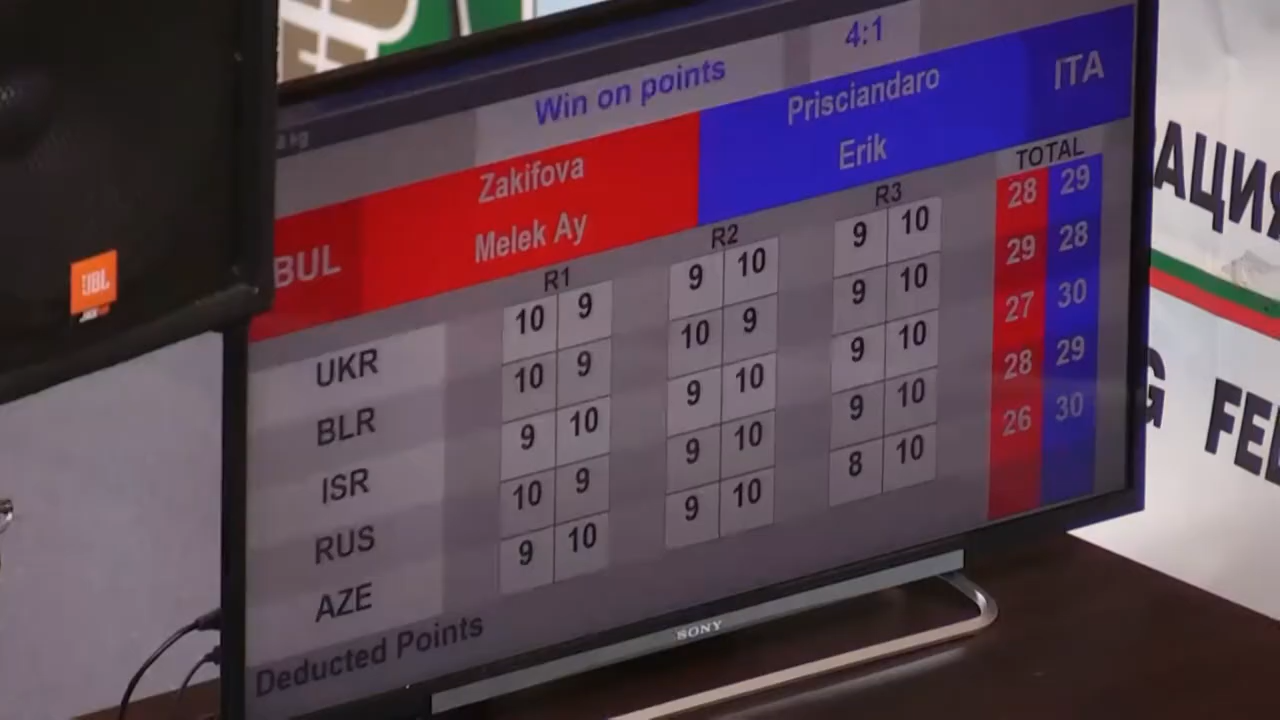 4:1
Win on points
kg
Prisciandaro
Erik
ITA
Zakifova
Melek Ay
BUL
R1 R2 R3 TOTAL
UKR 10 9 9 10 9 10 28 29
BLR 10 9 10 9 9 10 29 28
ISR 9 10 9 10 9 10 27 30
RUS 10 9 9 10 9 10 28 29
AZE 9 10 9 10 8 10 26 30
Deducted Points
SONY
JBL
АЦИЯ
G FED